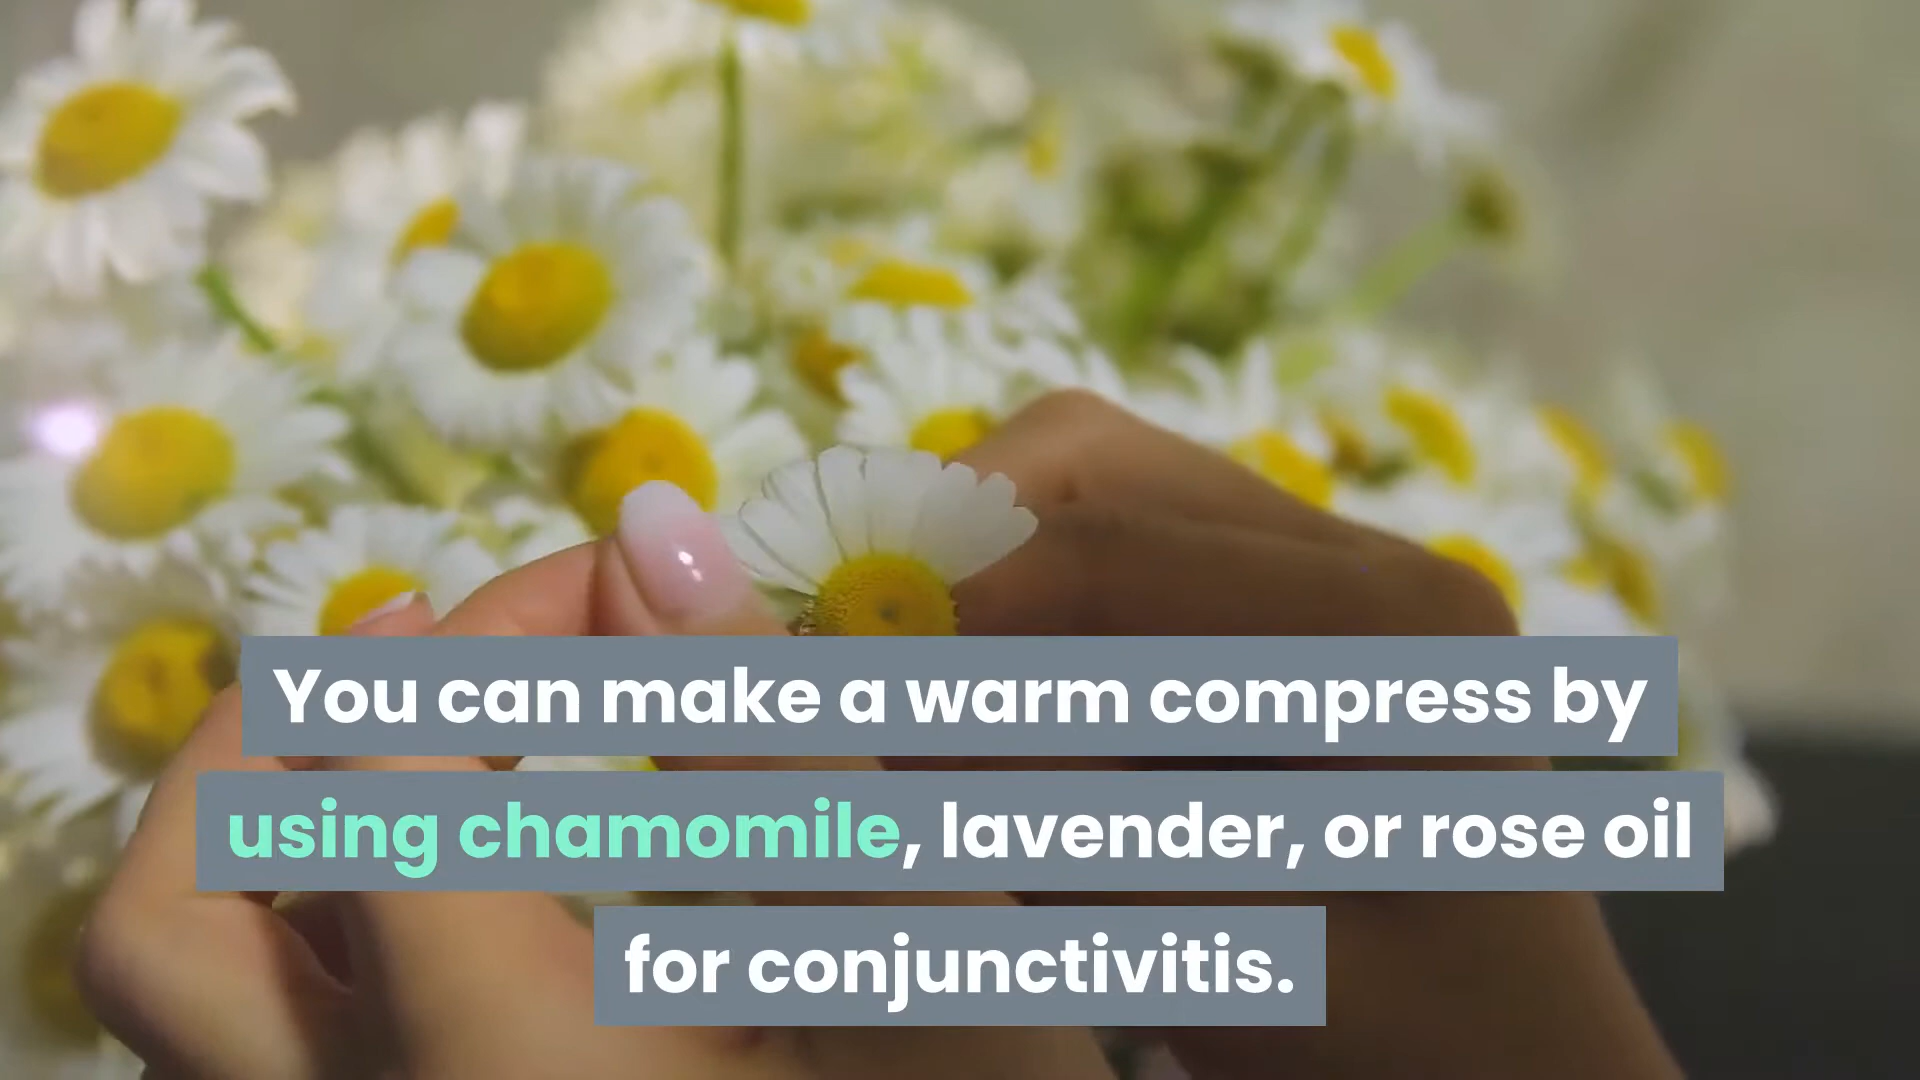 You can make a warm compress by
using chamomile, lavender, or rose oil
for conjunctivitis.